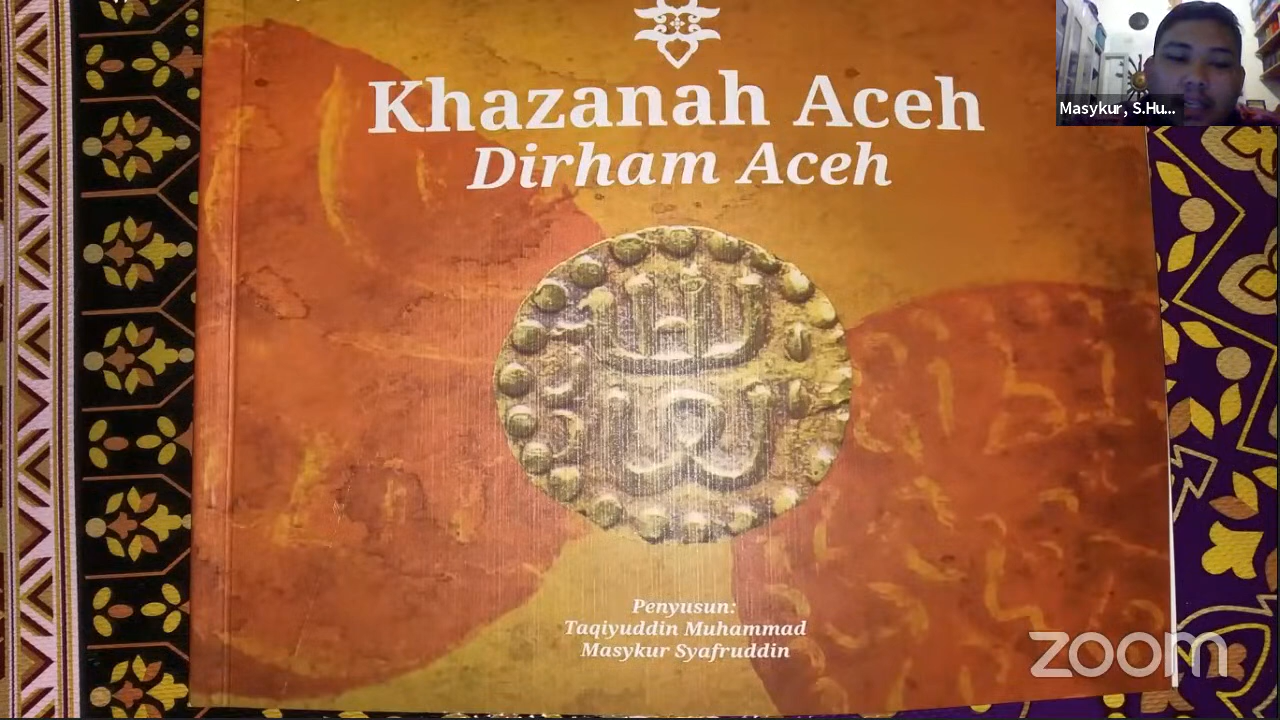 Khazanah Aceh
Dirham Aceh
Penyusun:
Taqiyuddin Muhammad
Masykur Syafruddin
Masykur, S.Hu...
zoom